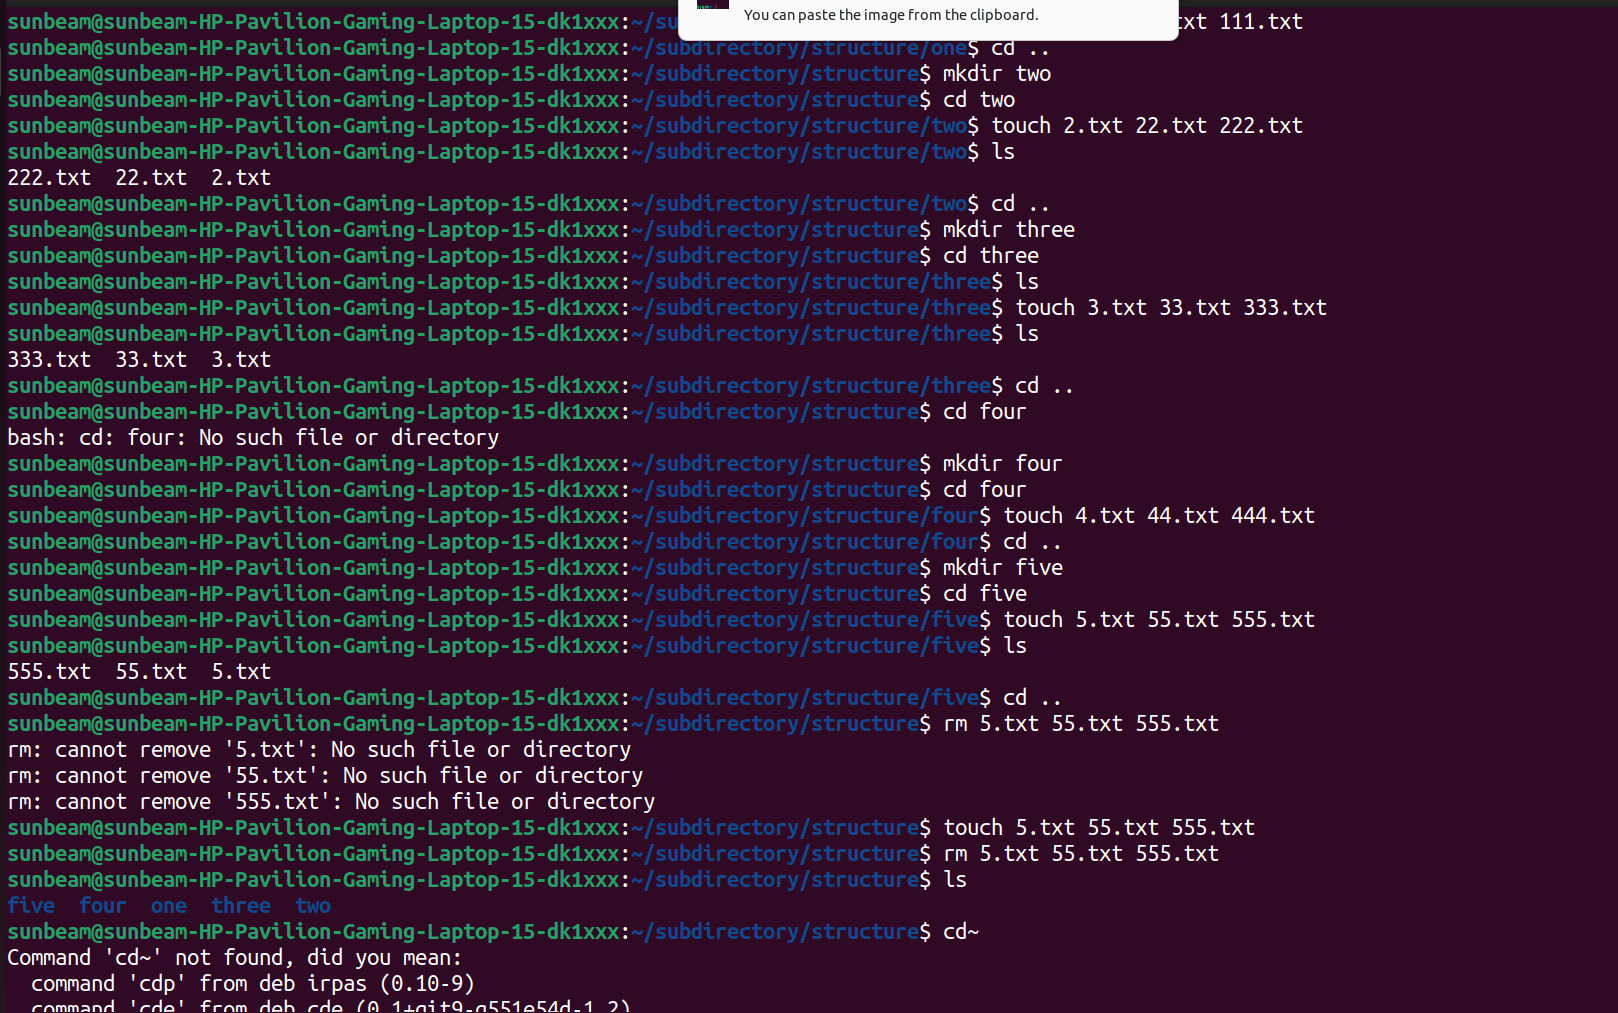 You can paste the image from the clipboard.
sunbeam@sunbeam-HP-Pavilion-Gaming-Laptop-15-dk1xxx:~/su xt 111.txt
sunbeam@sunbeam-HP-Pavilion-Gaming-Laptop-15-dk1xxx:~/subdirectory/structure/one$ cd ..
sunbeam@sunbeam-HP-Pavilion-Gaming-Laptop-15-dk1xxx:~/subdirectory/structure$ mkdir two
sunbeam@sunbeam-HP-Pavilion-Gaming-Laptop-15-dk1xxx:~/subdirectory/structure$ cd two
sunbeam@sunbeam-HP-Pavilion-Gaming-Laptop-15-dk1xxx:~/subdirectory/structure/two$ touch 2.txt 22.txt 222.txt
sunbeam@sunbeam-HP-Pavilion-Gaming-Laptop-15-dk1xxx:~/subdirectory/structure/two$ ls
222.txt  22.txt  2.txt
sunbeam@sunbeam-HP-Pavilion-Gaming-Laptop-15-dk1xxx:~/subdirectory/structure/two$ cd ..
sunbeam@sunbeam-HP-Pavilion-Gaming-Laptop-15-dk1xxx:~/subdirectory/structure$ mkdir three
sunbeam@sunbeam-HP-Pavilion-Gaming-Laptop-15-dk1xxx:~/subdirectory/structure$ cd three
sunbeam@sunbeam-HP-Pavilion-Gaming-Laptop-15-dk1xxx:~/subdirectory/structure/three$ ls
sunbeam@sunbeam-HP-Pavilion-Gaming-Laptop-15-dk1xxx:~/subdirectory/structure/three$ touch 3.txt 33.txt 333.txt
sunbeam@sunbeam-HP-Pavilion-Gaming-Laptop-15-dk1xxx:~/subdirectory/structure/three$ ls
333.txt  33.txt  3.txt
sunbeam@sunbeam-HP-Pavilion-Gaming-Laptop-15-dk1xxx:~/subdirectory/structure/three$ cd ..
sunbeam@sunbeam-HP-Pavilion-Gaming-Laptop-15-dk1xxx:~/subdirectory/structure$ cd four
bash: cd: four: No such file or directory
sunbeam@sunbeam-HP-Pavilion-Gaming-Laptop-15-dk1xxx:~/subdirectory/structure$ mkdir four
sunbeam@sunbeam-HP-Pavilion-Gaming-Laptop-15-dk1xxx:~/subdirectory/structure$ cd four
sunbeam@sunbeam-HP-Pavilion-Gaming-Laptop-15-dk1xxx:~/subdirectory/structure/four$ touch 4.txt 44.txt 444.txt
sunbeam@sunbeam-HP-Pavilion-Gaming-Laptop-15-dk1xxx:~/subdirectory/structure/four$ cd ..
sunbeam@sunbeam-HP-Pavilion-Gaming-Laptop-15-dk1xxx:~/subdirectory/structure$ mkdir five
sunbeam@sunbeam-HP-Pavilion-Gaming-Laptop-15-dk1xxx:~/subdirectory/structure$ cd five
sunbeam@sunbeam-HP-Pavilion-Gaming-Laptop-15-dk1xxx:~/subdirectory/structure/five$ touch 5.txt 55.txt 555.txt
sunbeam@sunbeam-HP-Pavilion-Gaming-Laptop-15-dk1xxx:~/subdirectory/structure/five$ ls
555.txt  55.txt  5.txt
sunbeam@sunbeam-HP-Pavilion-Gaming-Laptop-15-dk1xxx:~/subdirectory/structure/five$ cd ..
sunbeam@sunbeam-HP-Pavilion-Gaming-Laptop-15-dk1xxx:~/subdirectory/structure$ rm 5.txt 55.txt 555.txt
rm: cannot remove '5.txt': No such file or directory
rm: cannot remove '55.txt': No such file or directory
rm: cannot remove '555.txt': No such file or directory
sunbeam@sunbeam-HP-Pavilion-Gaming-Laptop-15-dk1xxx:~/subdirectory/structure$ touch 5.txt 55.txt 555.txt
sunbeam@sunbeam-HP-Pavilion-Gaming-Laptop-15-dk1xxx:~/subdirectory/structure$ rm 5.txt 55.txt 555.txt
sunbeam@sunbeam-HP-Pavilion-Gaming-Laptop-15-dk1xxx:~/subdirectory/structure$ ls
five  four  one  three  two
sunbeam@sunbeam-HP-Pavilion-Gaming-Laptop-15-dk1xxx:~/subdirectory/structure$ cd~
Command 'cd~' not found, did you mean:
  command 'cdp' from deb irpas (0.10-9)
  command 'cde' from deb cde (0.1+git9-g551e54d-1.2)